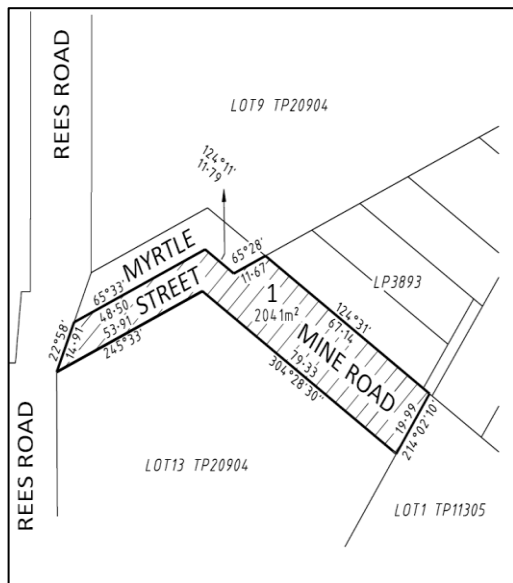 REES ROAD
LOT9 TP20904
124°11'
11·79
MYRTLE
65°28'
11·67
65°33'
48·50
STREET
53·91
245°33'
22°58'
14·91
1
2041m²
LP3893
124°31'
67·14
MINE ROAD
79·33
304°28'30"
19·99
214°02'10"
REES ROAD
LOT13 TP20904
LOT1 TP11305